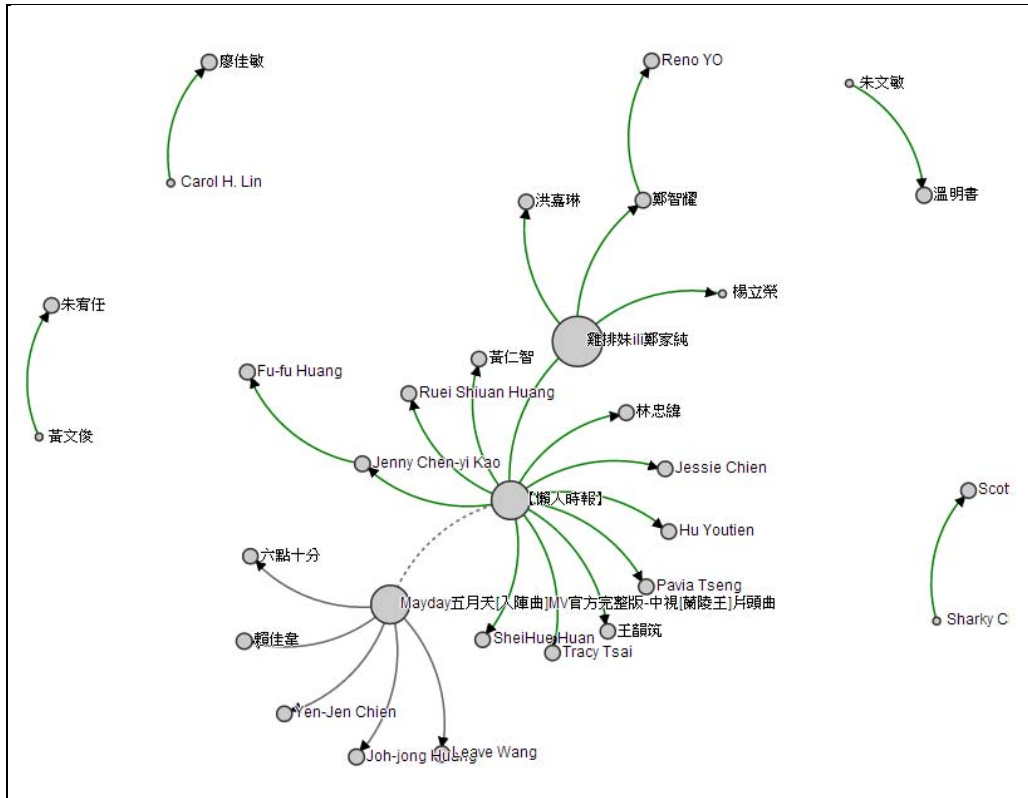 廖佳敏
Reno YO
朱文敏
Carol H. Lin
溫明書
洪嘉琳
鄭智耀
楊立榮
朱宥任
雞排妹ili鄭家純
黃仁智
Fu-fu Huang
Ruei Shiuan Huang
林忠緯
黃文俊
Jenny Chen-yi Kao
Jessie Chien
Scot
【懶人時報】
Hu Youtien
六點十分
Pavia Tseng
Mayday五月天[入陣曲]MV官方完整版-中視[蘭陵王]片頭曲
Sharky C
賴佳韋
SheiHue Huan
王韻筑
Tracy Tsai
Yen-Jen Chien
Joh-jong Huang
Leave Wang